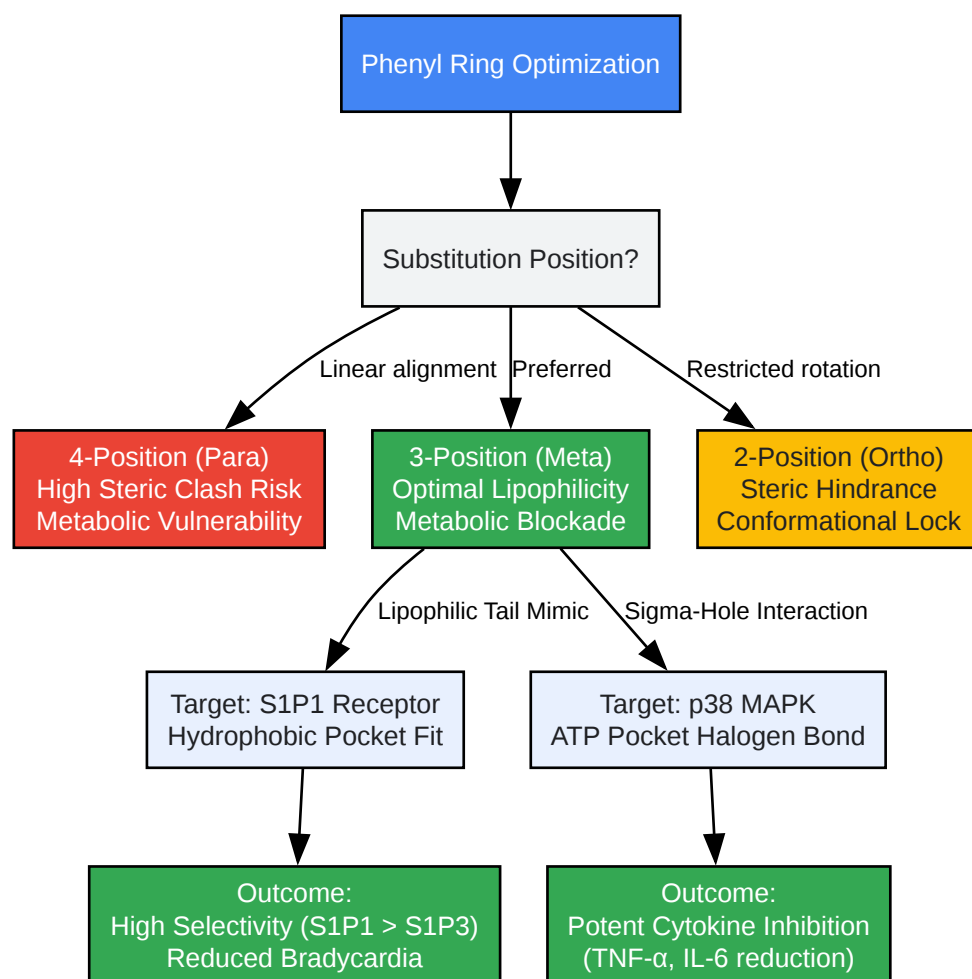 Phenyl Ring Optimization
Substitution Position?
Linear alignment
Preferred
Restricted rotation
4-Position (Para)
High Steric Clash Risk
Metabolic Vulnerability
3-Position (Meta)
Optimal Lipophilicity
Metabolic Blockade
2-Position (Ortho)
Steric Hindrance
Conformational Lock
Lipophilic Tail Mimic
Sigma-Hole Interaction
Target: S1P1 Receptor
Hydrophobic Pocket Fit
Target: p38 MAPK
ATP Pocket Halogen Bond
Outcome:
High Selectivity (S1P1 > S1P3)
Reduced Bradycardia
Outcome:
Potent Cytokine Inhibition
(TNF-α, IL-6 reduction)